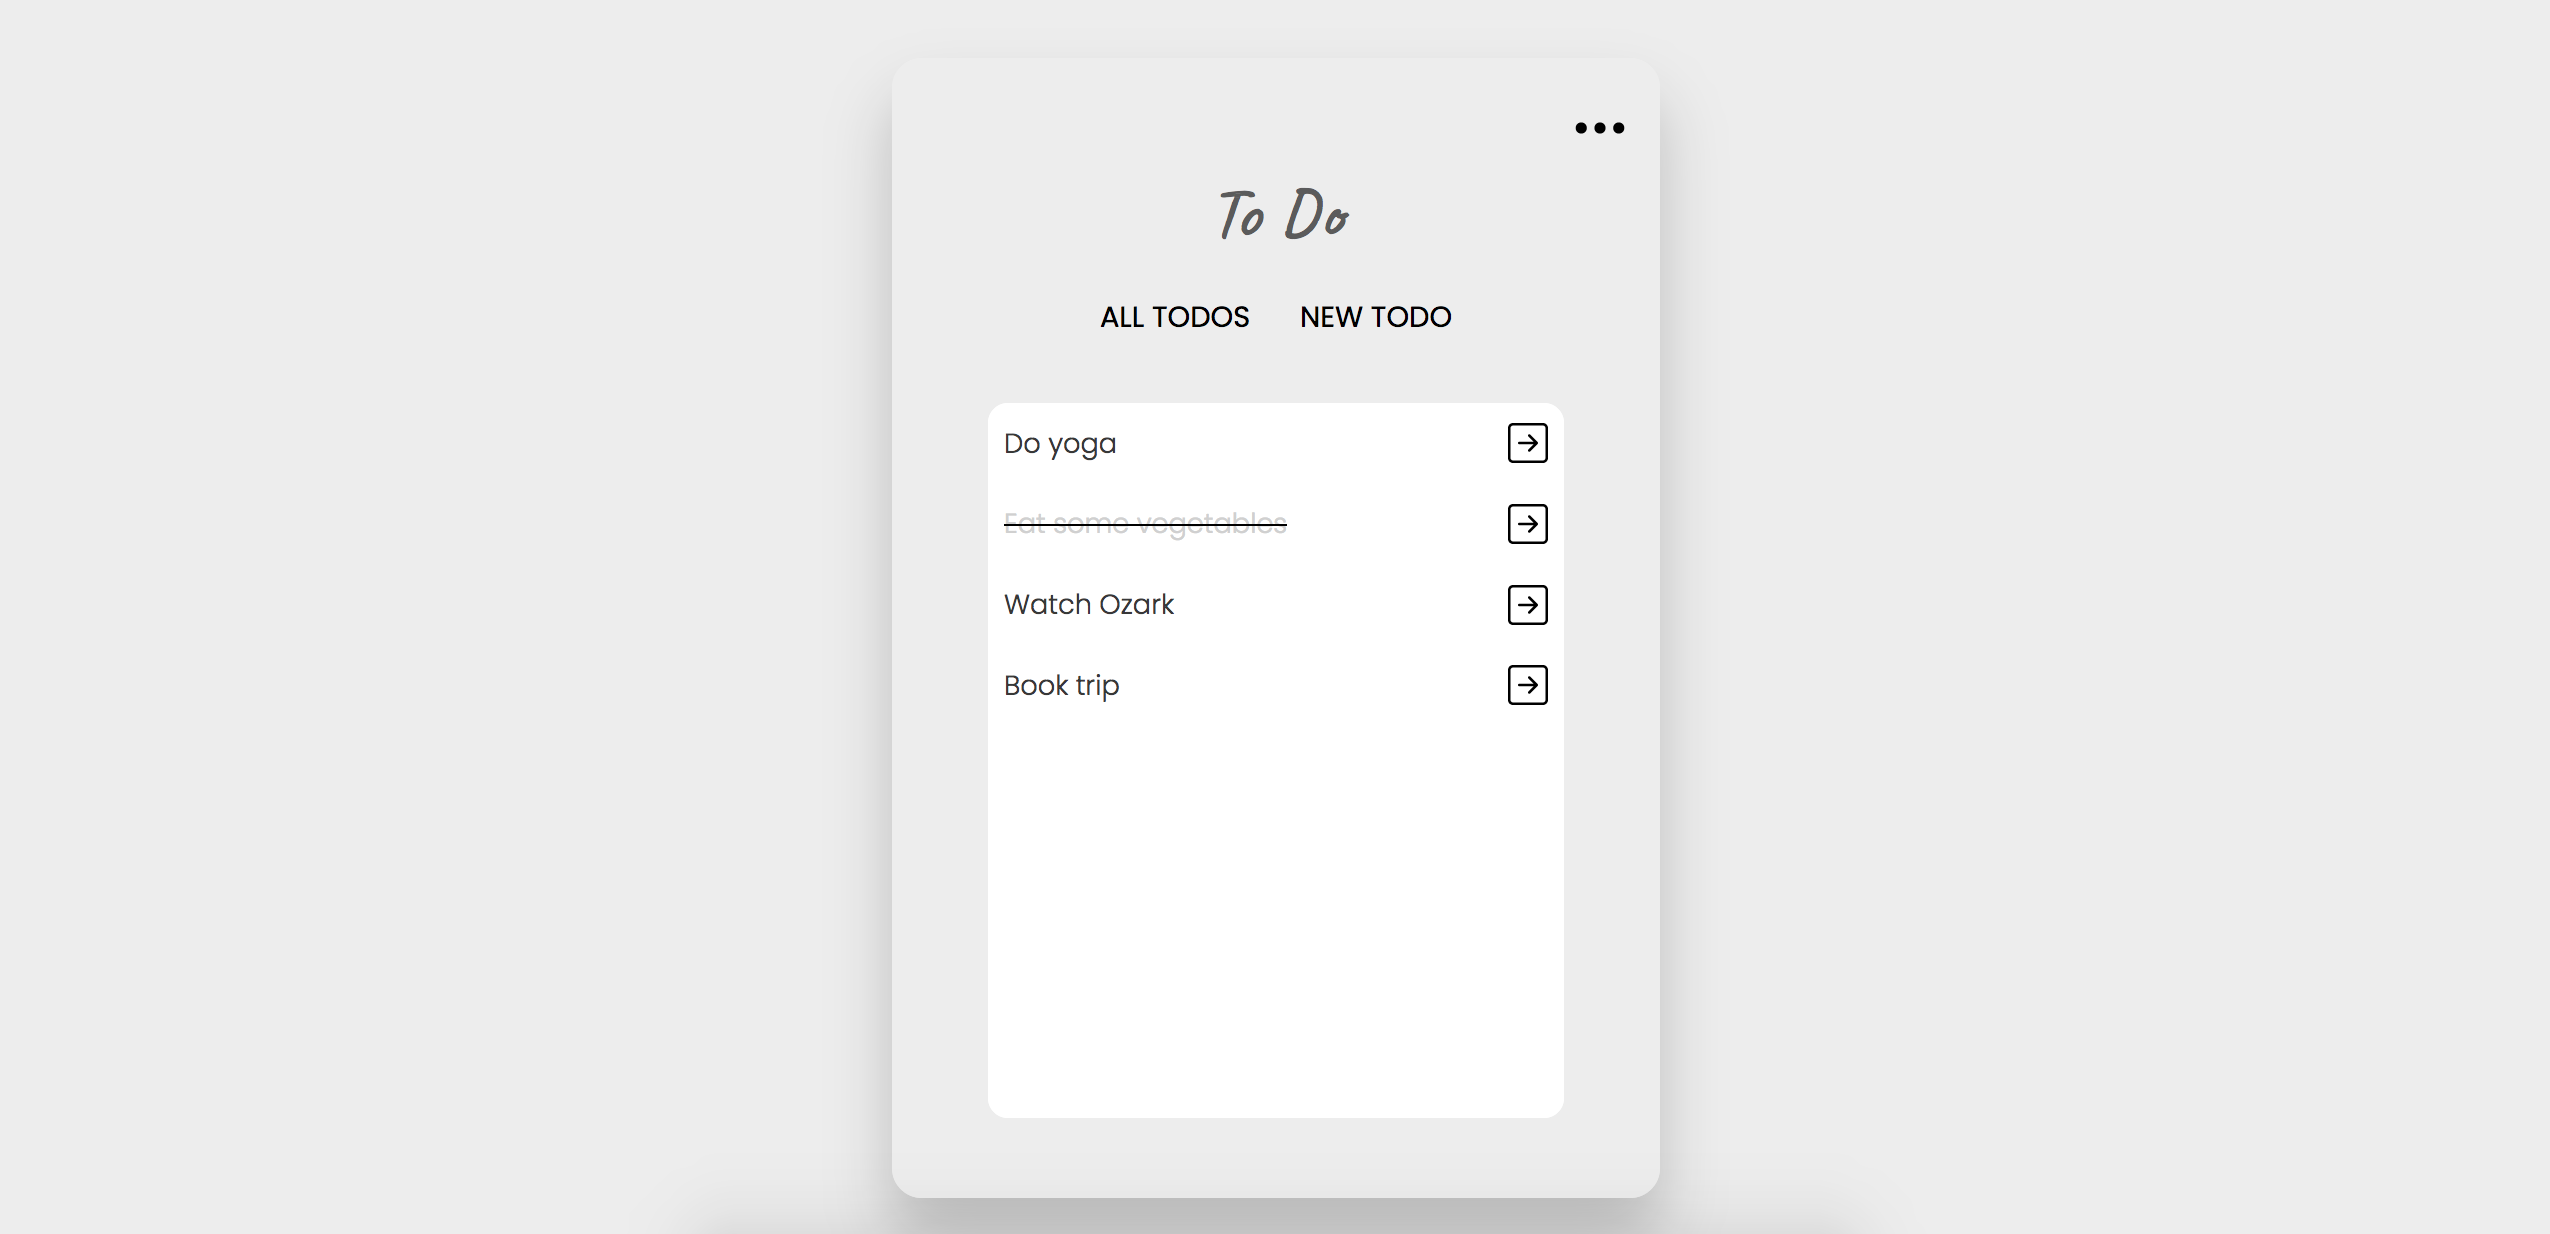 To Do
ALL TODOS NEW TODO
Do yoga
Eat some vegetables
Watch Ozark
Book trip